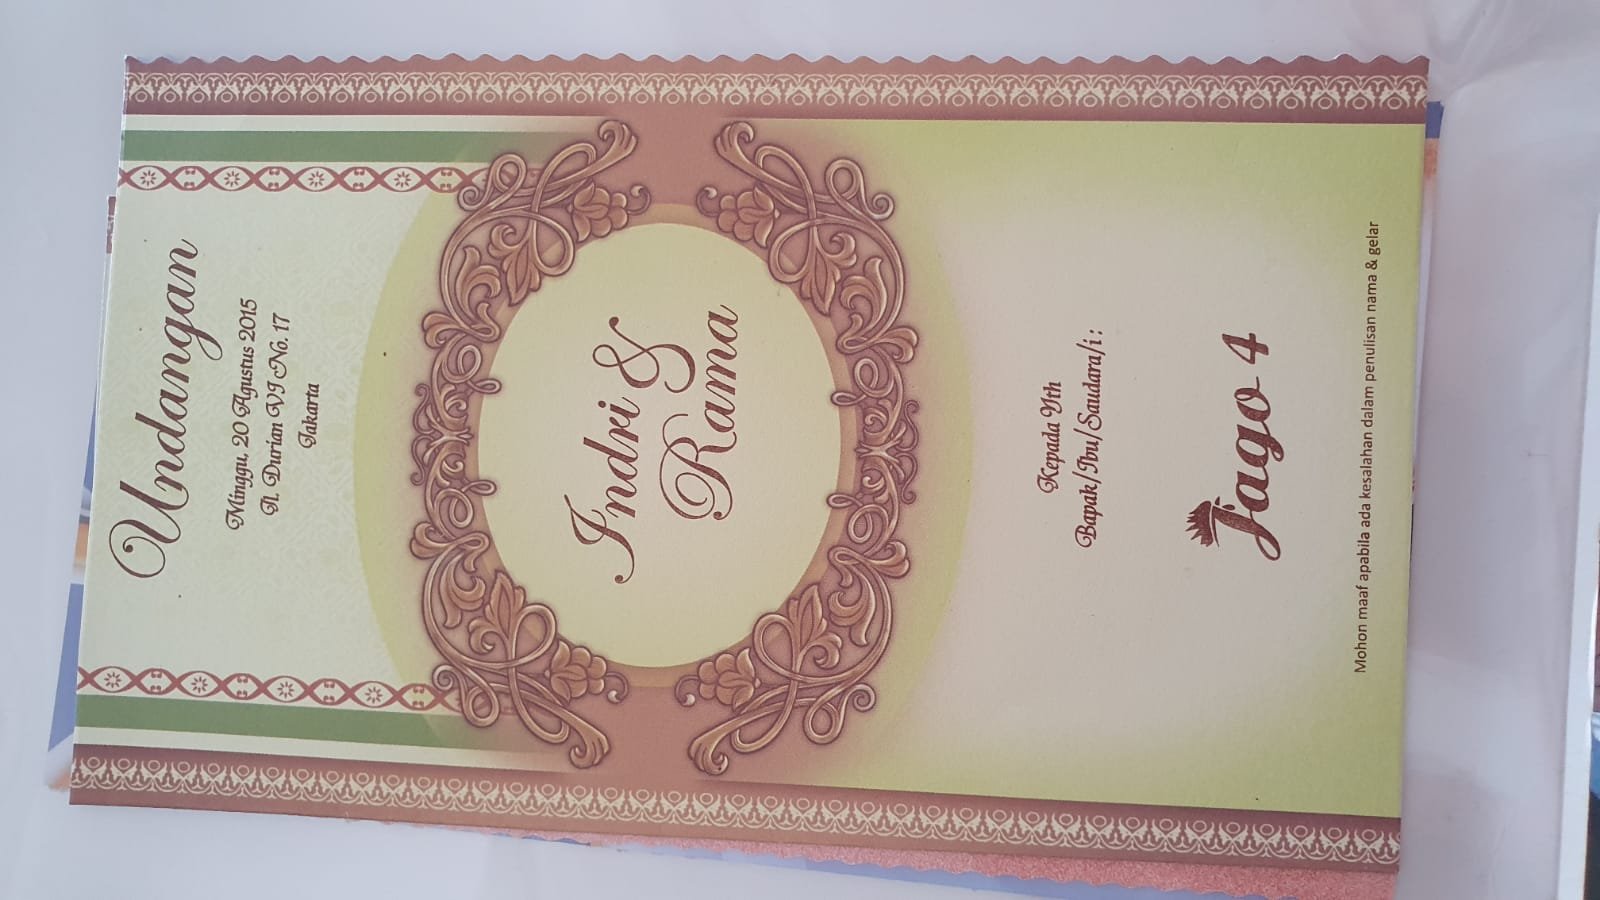 Undangan
Minggu, 20 Agustus 2015
Jl. Durian VI No. 17
Jakarta
Indri &
Rama
Kepada Yth
Bapak/Ibu/Saudara/i :
Jago 4
Mohon maaf apabila ada kesalahan dalam penulisan nama & gelar